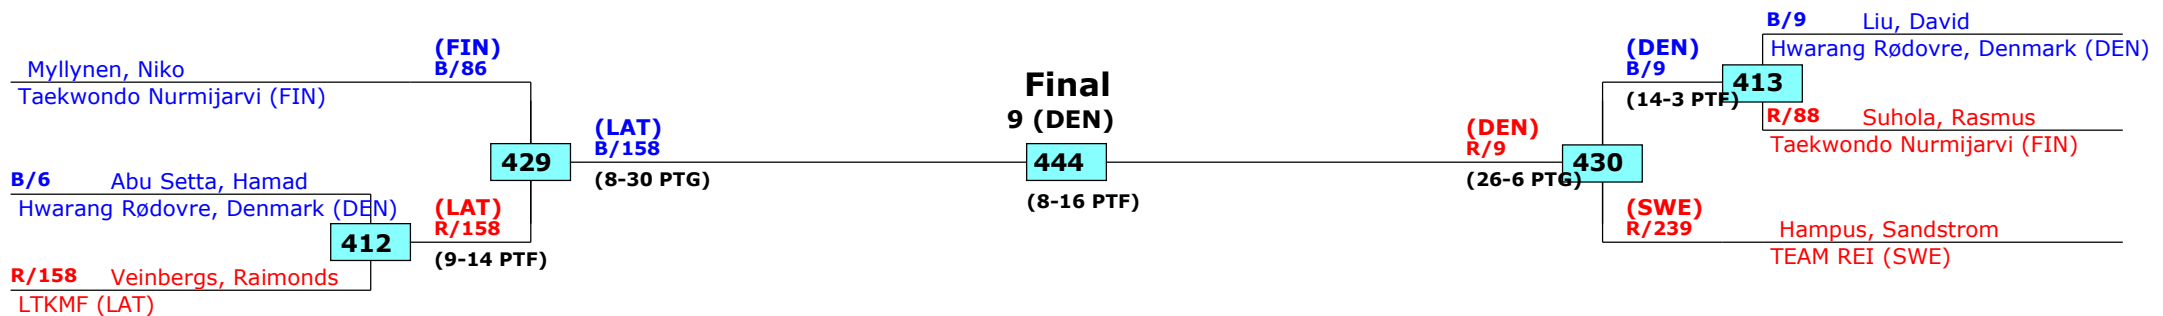 (FIN)
B/86
Myllynen, Niko
Taekwondo Nurmijarvi (FIN)
B/6 Abu Setta, Hamad
Hwarang Rødovre, Denmark (DEN)
412
R/158 Veinbergs, Raimonds
LTKMF (LAT)
(LAT)
R/158
(9-14 PTF)
429
(LAT)
B/158
(8-30 PTG)
Final
9 (DEN)
444
(8-16 PTF)
(DEN)
R/9
(26-6 PTG)
430
(DEN)
B/9
(14-3 PTF)
413
B/9 Liu, David
Hwarang Rødovre, Denmark (DEN)
R/88 Suhola, Rasmus
Taekwondo Nurmijarvi (FIN)
(SWE)
R/239
Hampus, Sandstrom
TEAM REI (SWE)